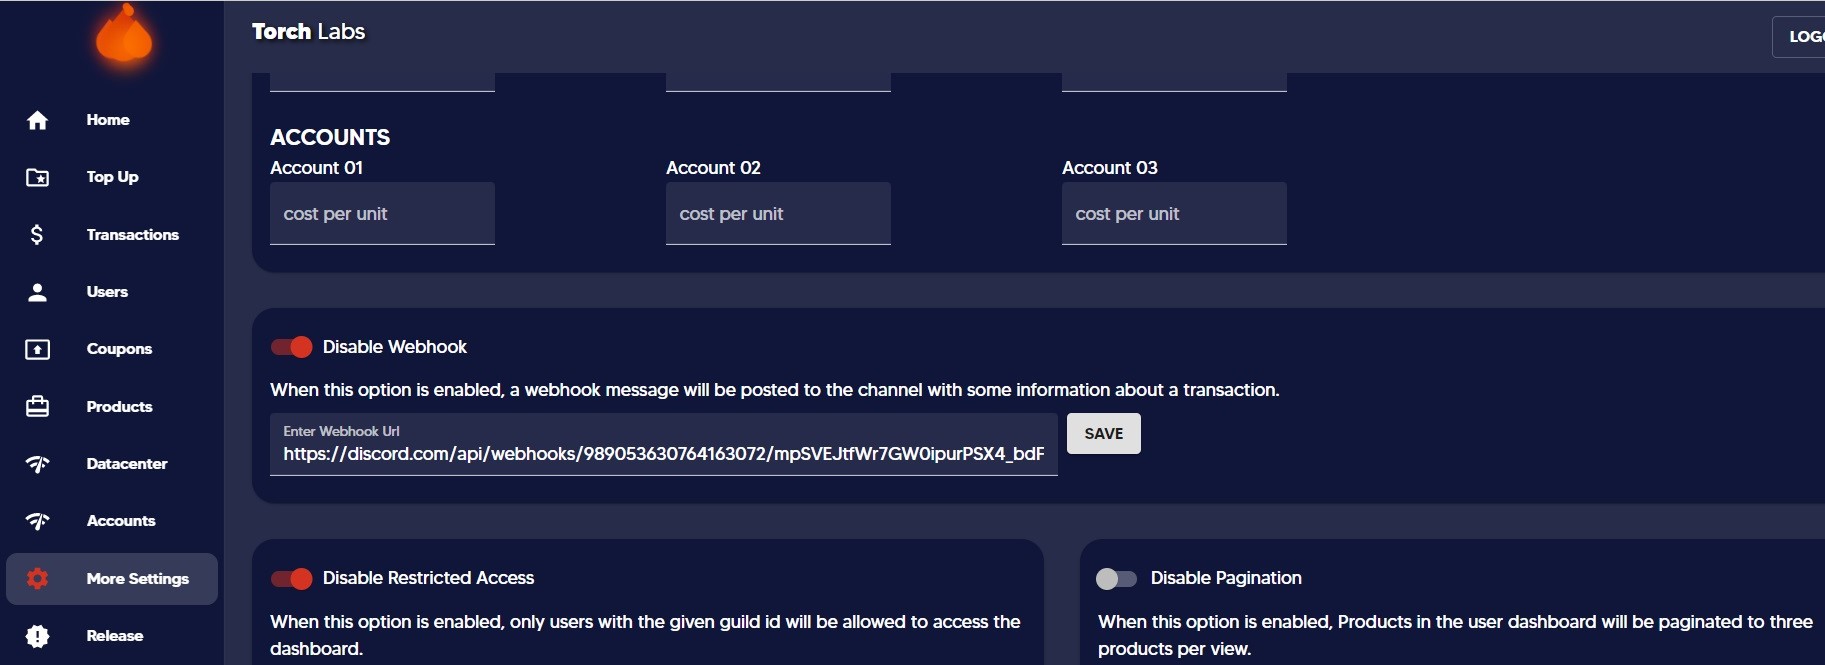 Torch Labs
LOGO
Home
Top Up
Transactions
Users
Coupons
Products
Datacenter
Accounts
More Settings
Release
ACCOUNTS
Account 01
Account 02
Account 03
cost per unit
cost per unit
cost per unit
Disable Webhook
When this option is enabled, a webhook message will be posted to the channel with some information about a transaction.
Enter Webhook Url
https://discord.com/api/webhooks/989053630764163072/mpSVEJtfWr7GW0ipurPSX4_bdF
SAVE
Disable Restricted Access
When this option is enabled, only users with the given guild id will be allowed to access the
dashboard.
Disable Pagination
When this option is enabled, Products in the user dashboard will be paginated to three
products per view.